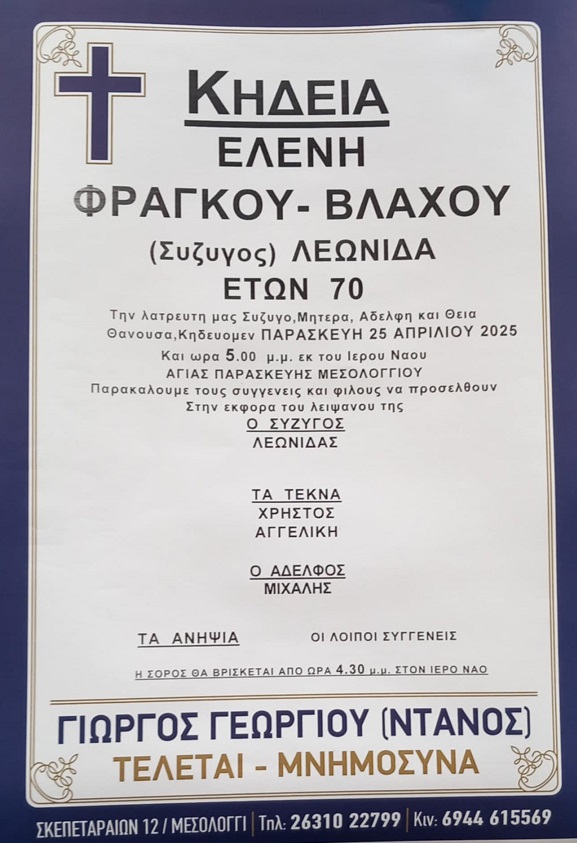 ΚΗΔΕΙΑ
ΕΛΕΝΗ
ΦΡΑΓΚΟΥ- ΒΛΑΧΟΥ
(Συζυγος) ΛΕΩΝΙΔΑ
ΕΤΩΝ 70
Την λατρευτη μας Συζυγο,Μητερα, Αδελφη και Θεια
Θανουσα,Κηδευομεν ΠΑΡΑΣΚΕΥΗ 25 ΑΠΡΙΛΙΟΥ 2025
Και ωρα 5.00 μ.μ. εκ του Ιερου Ναου
ΑΓΙΑΣ ΠΑΡΑΣΚΕΥΗΣ ΜΕΣΟΛΟΓΓΙΟΥ
Παρακαλουμε τους συγγενεις και φιλους να προσελθουν
Στην εκφορα του λειψανου της
Ο ΣΥΖΥΓΟΣ
ΛΕΩΝΙΔΑΣ
ΤΑ ΤΕΚΝΑ
ΧΡΗΣΤΟΣ
ΑΓΓΕΛΙΚΗ
Ο ΑΔΕΛΦΟΣ
ΜΙΧΑΛΗΣ
ΤΑ ΑΝΗΨΙΑ ΟΙ ΛΟΙΠΟΙ ΣΥΓΓΕΝΕΙΣ
Η ΣΟΡΟΣ ΘΑ ΒΡΙΣΚΕΤΑΙ ΑΠΟ ΩΡΑ 4.30 μ.μ. ΣΤΟΝ ΙΕΡΟ ΝΑΟ
ΓΙΩΡΓΟΣ ΓΕΩΡΓΙΟΥ (ΝΤΑΝΟΣ)
ΤΕΛΕΤΑΙ - ΜΝΗΜΟΣΥΝΑ
ΣΚΕΠΕΤΑΡΑΙΩΝ 12 / ΜΕΣΟΛΟΓΓΙ | Τηλ: 26310 22799 | Κιν: 6944 615569